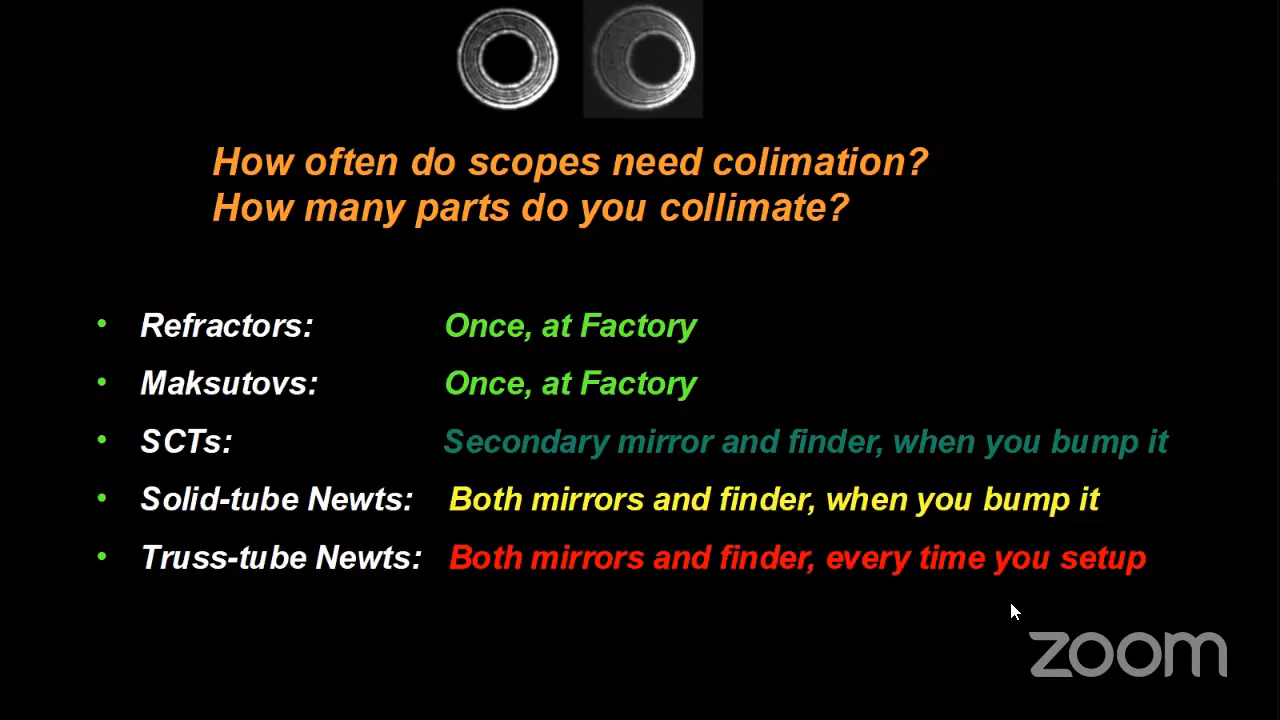 How often do scopes need colimation?
How many parts do you collimate?
• Refractors: Once, at Factory
• Maksutovs: Once, at Factory
• SCTs: Secondary mirror and finder, when you bump it
• Solid-tube Newts: Both mirrors and finder, when you bump it
• Truss-tube Newts: Both mirrors and finder, every time you setup
zoom